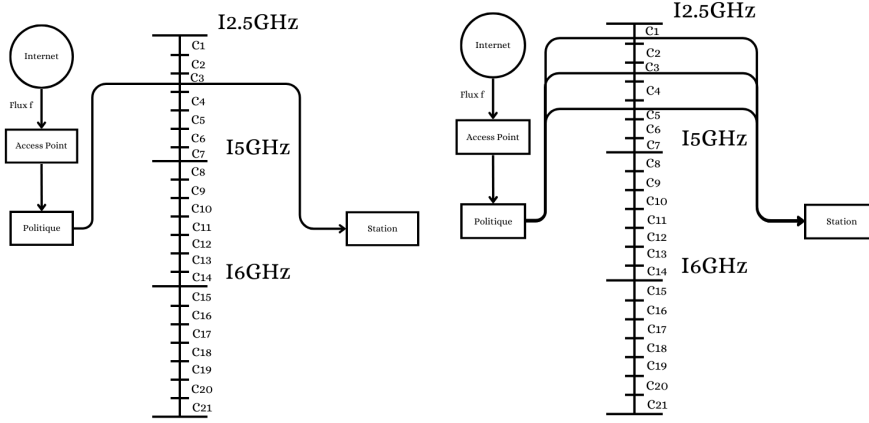 I2.5GHz
C1
C2
C3
C4
C5
C6
C7
I5GHz
C8
C9
C10
C11
C12
C13
C14
I6GHz
C15
C16
C17
C18
C19
C20
C21
Internet
Flux f
Access Point
Politique
Station
I2.5GHz
C1
C2
C3
C4
C5
C6
C7
I5GHz
C8
C9
C10
C11
C12
C13
C14
I6GHz
C15
C16
C17
C18
C19
C20
C21
Internet
Flux f
Access Point
Politique
Station